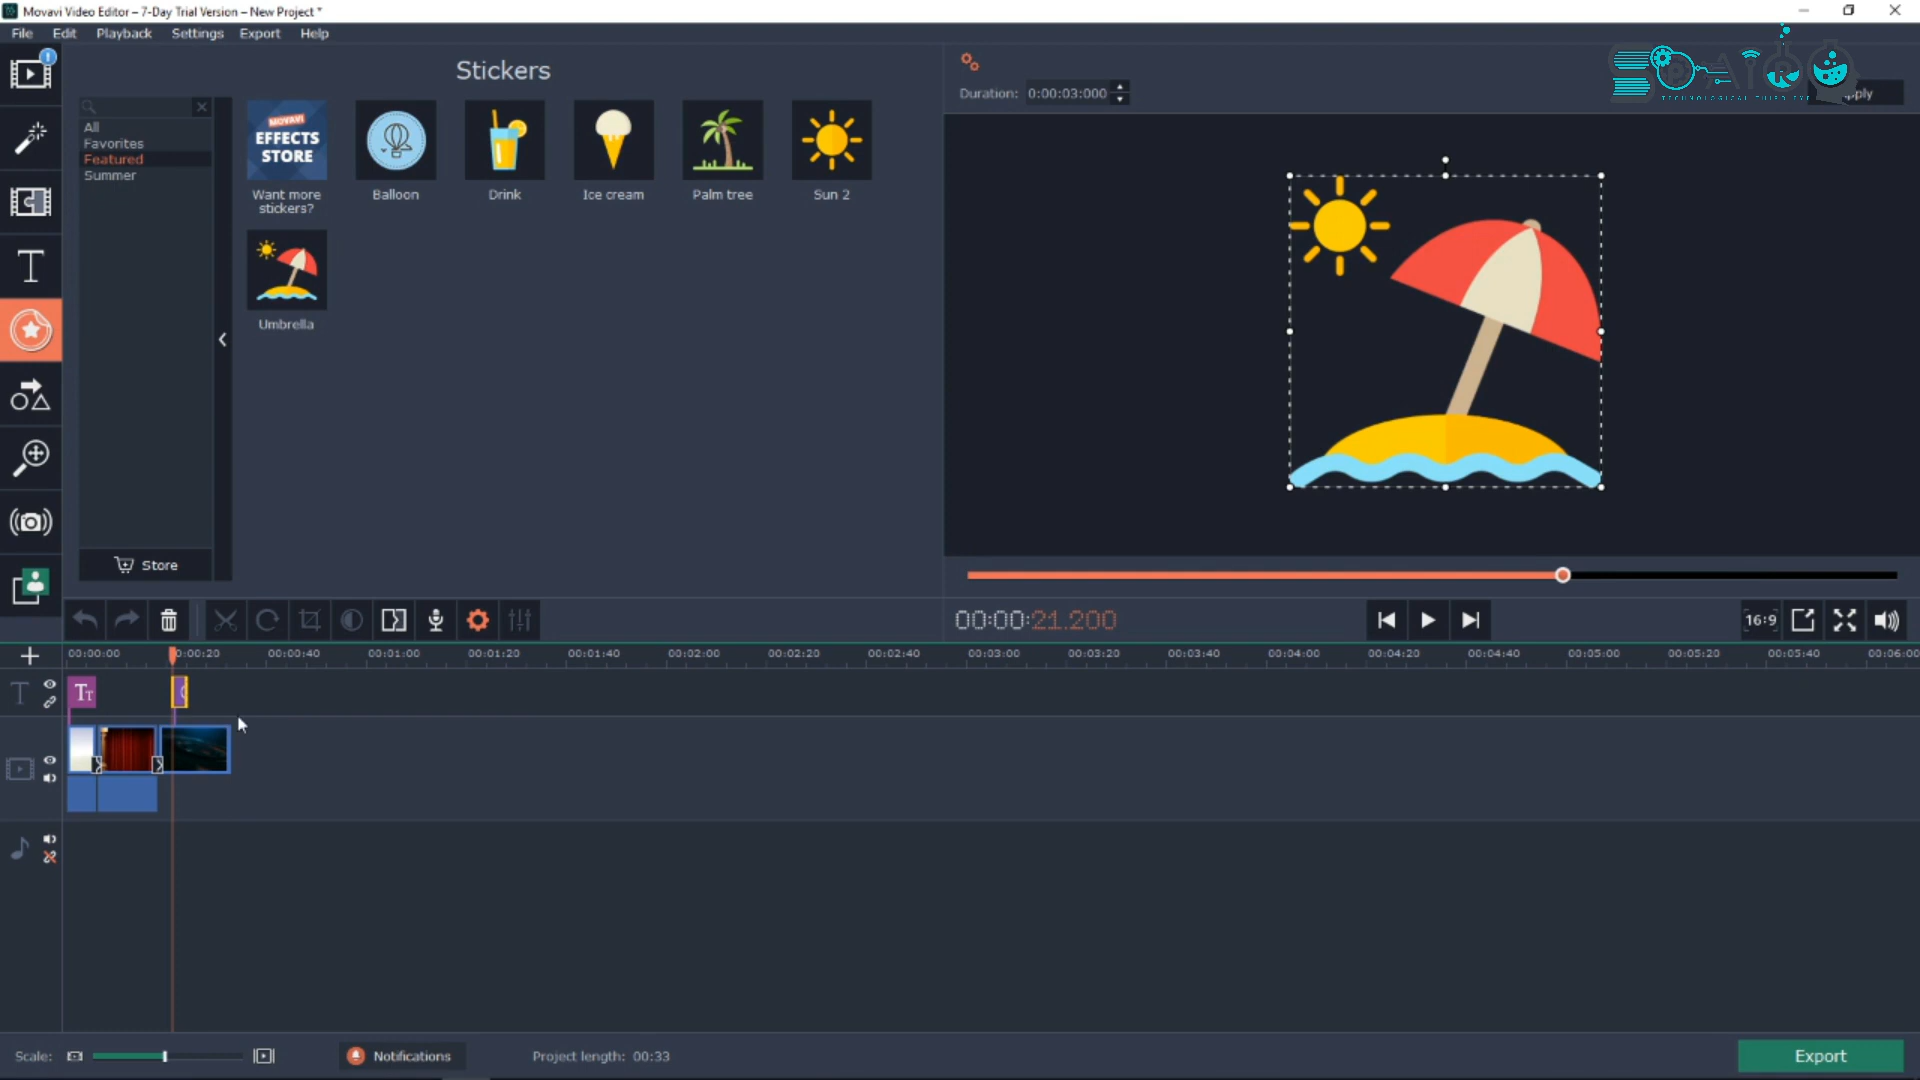 Movavi Video Editor – 7-Day Trial Version – New Project *
File Edit Playback Settings Export Help
Stickers
Duration: 0:00:03:000
TECHNOLOGICAL THIRD EYE
All
Favorites
Featured
Summer
MOVAVI
EFFECTS
STORE
Want more
stickers?
Balloon
Drink
Ice cream
Palm tree
Sun 2
Umbrella
Store
00:00:21.200
16:9
00:00:00 00:00:20 00:00:40 00:01:00 00:01:20 00:01:40 00:02:00 00:02:20 00:02:40 00:03:00 00:03:20 00:03:40 00:04:00 00:04:20 00:04:40 00:05:00 00:05:20 00:05:40 00:06:00
T
TT
Scale:
Notifications
Project length: 00:33
Export